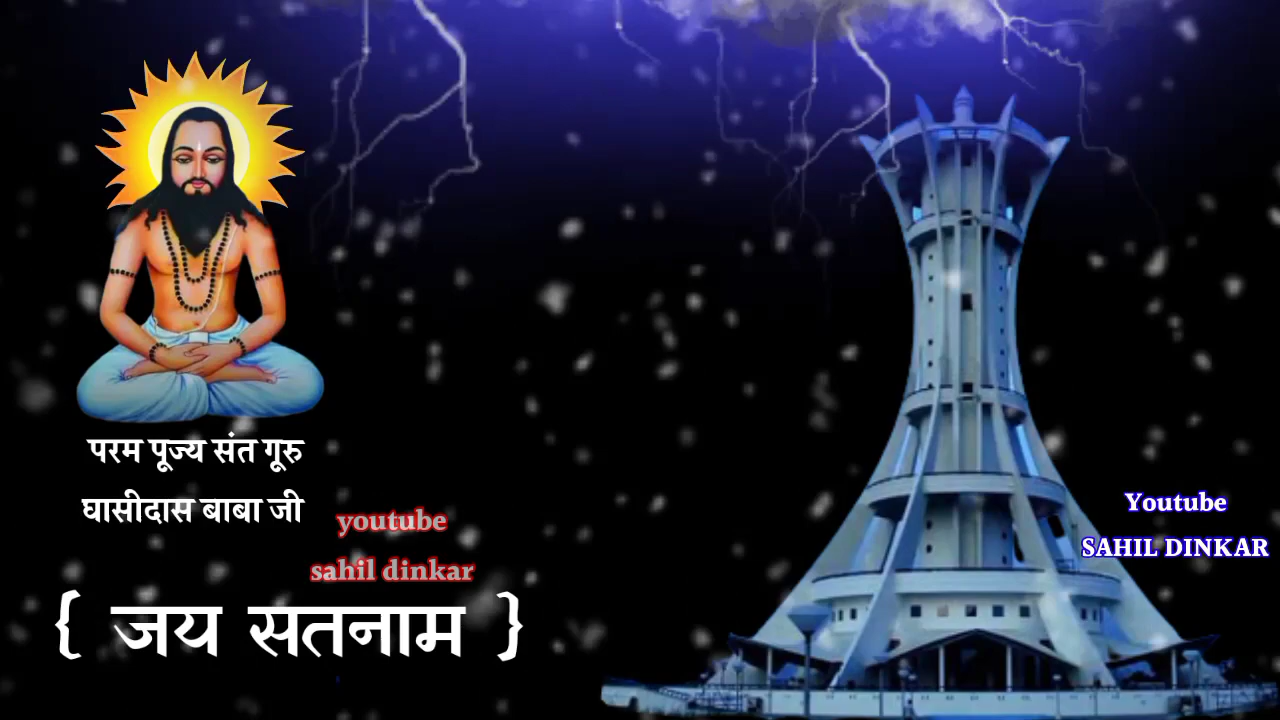 परम पूज्य संत गूरु
घासीदास बाबा जी
youtube
sahil dinkar
{ जय सतनाम }
Youtube
SAHIL DINKAR